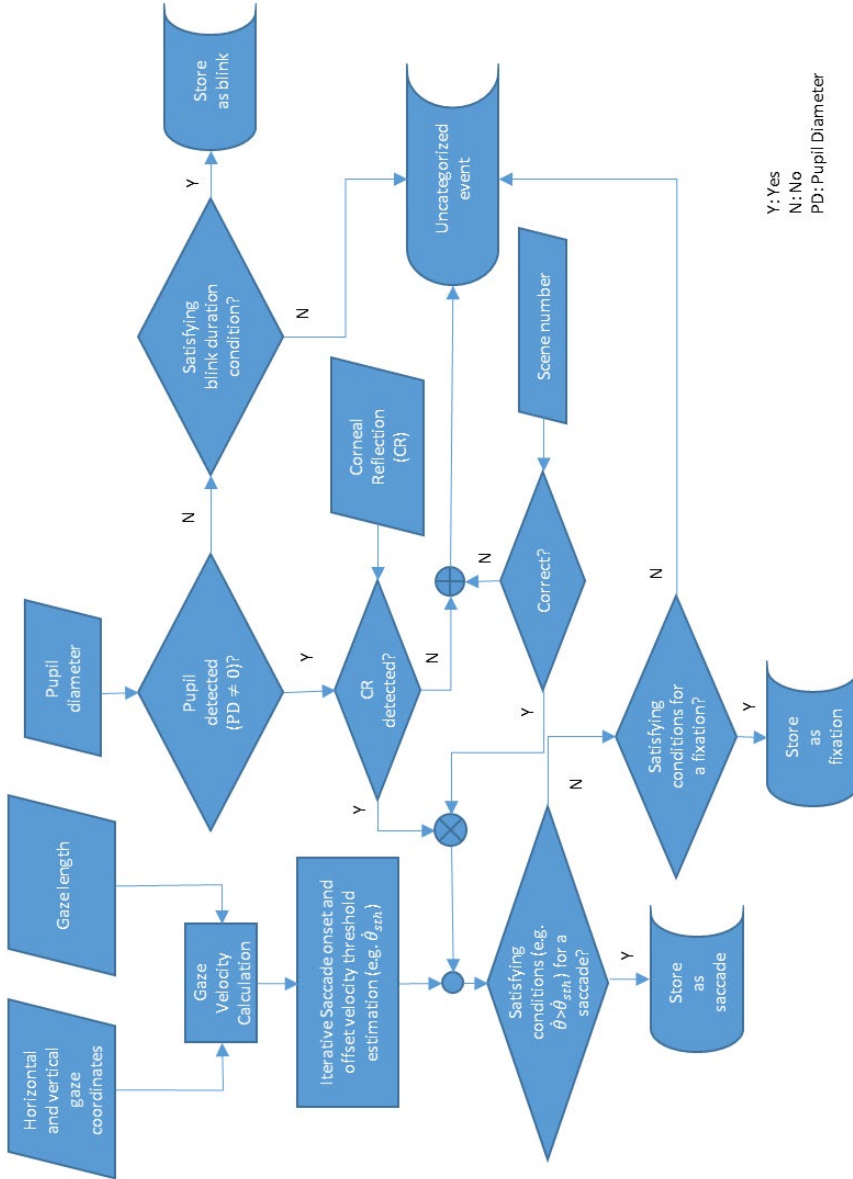 Horizontal
and vertical
gaze
coordinates
Gaze length
Pupil
diameter
Gaze
Velocity
Calculation
Pupil
detected
(PD ≠ 0)?
N
Satisfying
blink duration
condition?
Y
Store
as blink
Y
N
Iterative Saccade onset and
offset velocity threshold
estimation (e.g. θ̇sth)
CR
detected?
Corneal
Reflection
(CR)
Y
N
Uncategorized
event
Y
N
Correct?
Scene number
Satisfying
conditions (e.g.
θ̇>θ̇sth) for a
saccade?
N
Y
Satisfying
conditions for
a fixation?
N
Y
Store
as
saccade
Store
as
fixation
Y: Yes
N: No
PD: Pupil Diameter